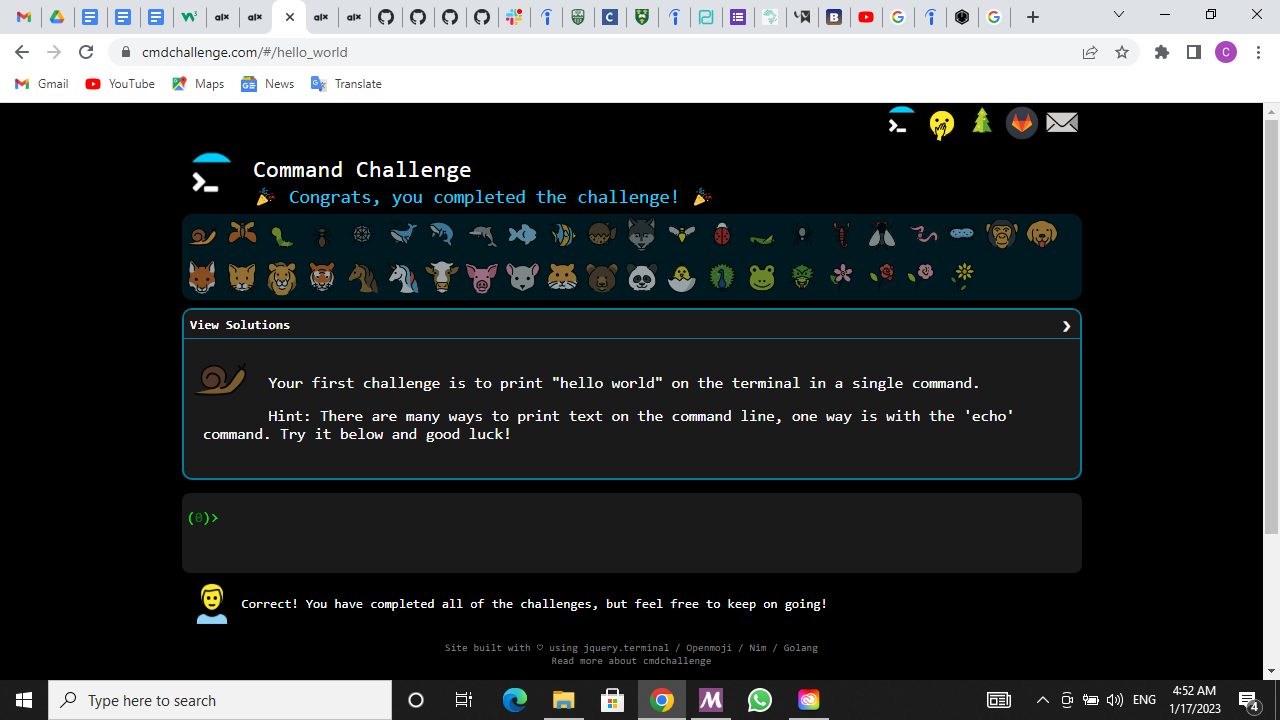 cmdchallenge.com/#/hello_world
C
Gmail
YouTube
Maps
News
Translate
Command Challenge
Congrats, you completed the challenge!
View Solutions
Your first challenge is to print "hello world" on the terminal in a single command.
Hint: There are many ways to print text on the command line, one way is with the 'echo'
command. Try it below and good luck!
(0)>
Correct! You have completed all of the challenges, but feel free to keep on going!
Site built with ♡ using jquery.terminal / Openmoji / Nim / Golang
Read more about cmdchallenge
Type here to search
ENG
4:52 AM
1/17/2023
4